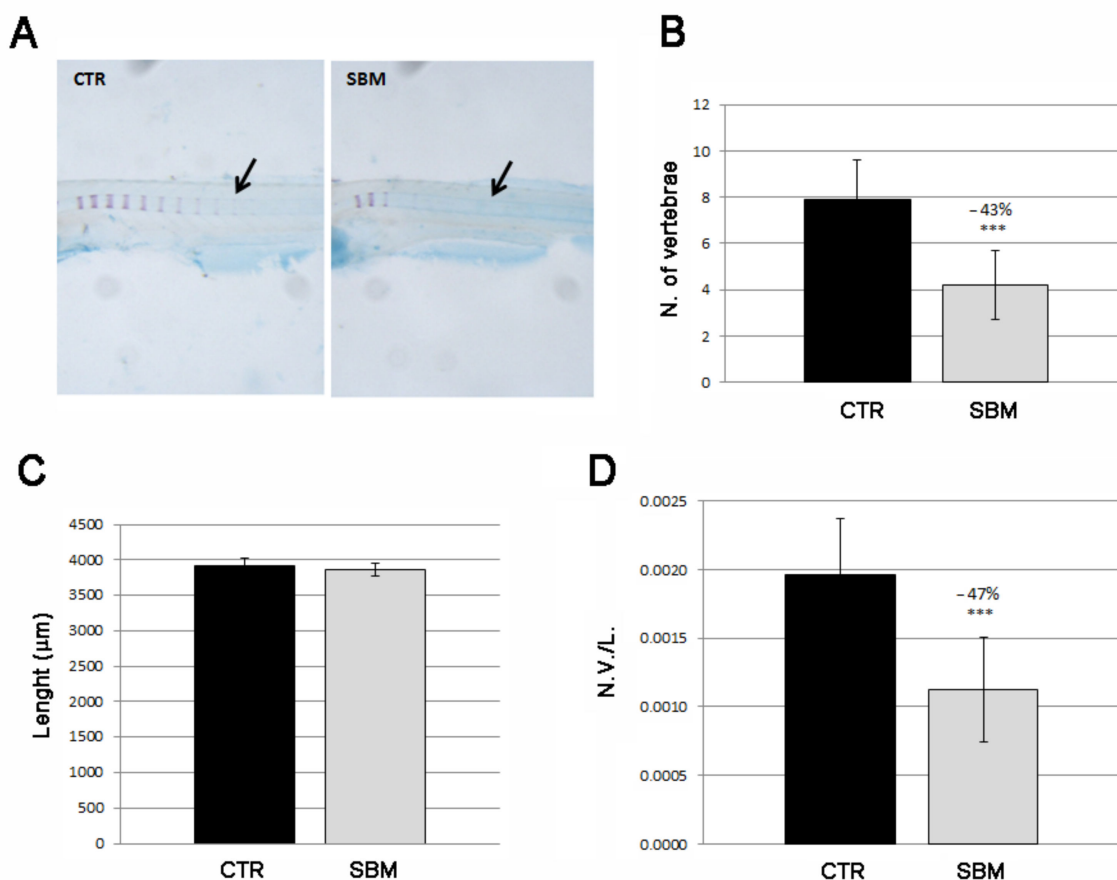 A
CTR
SBM
B
N. of vertebrae
12
10
8
6
4
2
0
−43%
***
CTR
SBM
C
Lenght (µm)
4500
4000
3500
3000
2500
2000
1500
1000
500
0
CTR
SBM
D
N.V./L.
0.0025
0.0020
0.0015
0.0010
0.0005
0.0000
−47%
***
CTR
SBM